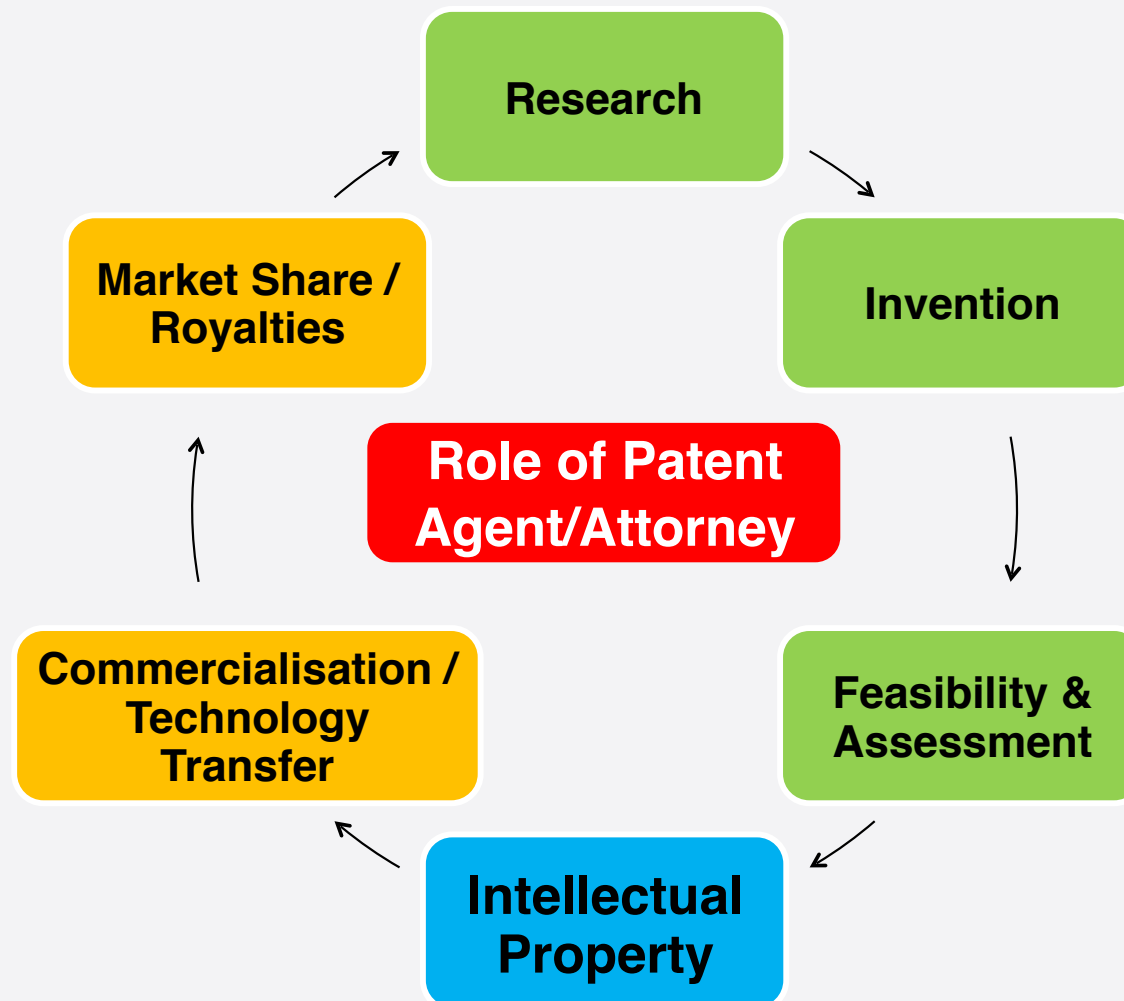 Research
Invention
Feasibility &
Assessment
Intellectual
Property
Commercialisation /
Technology
Transfer
Market Share /
Royalties
Role of Patent
Agent/Attorney